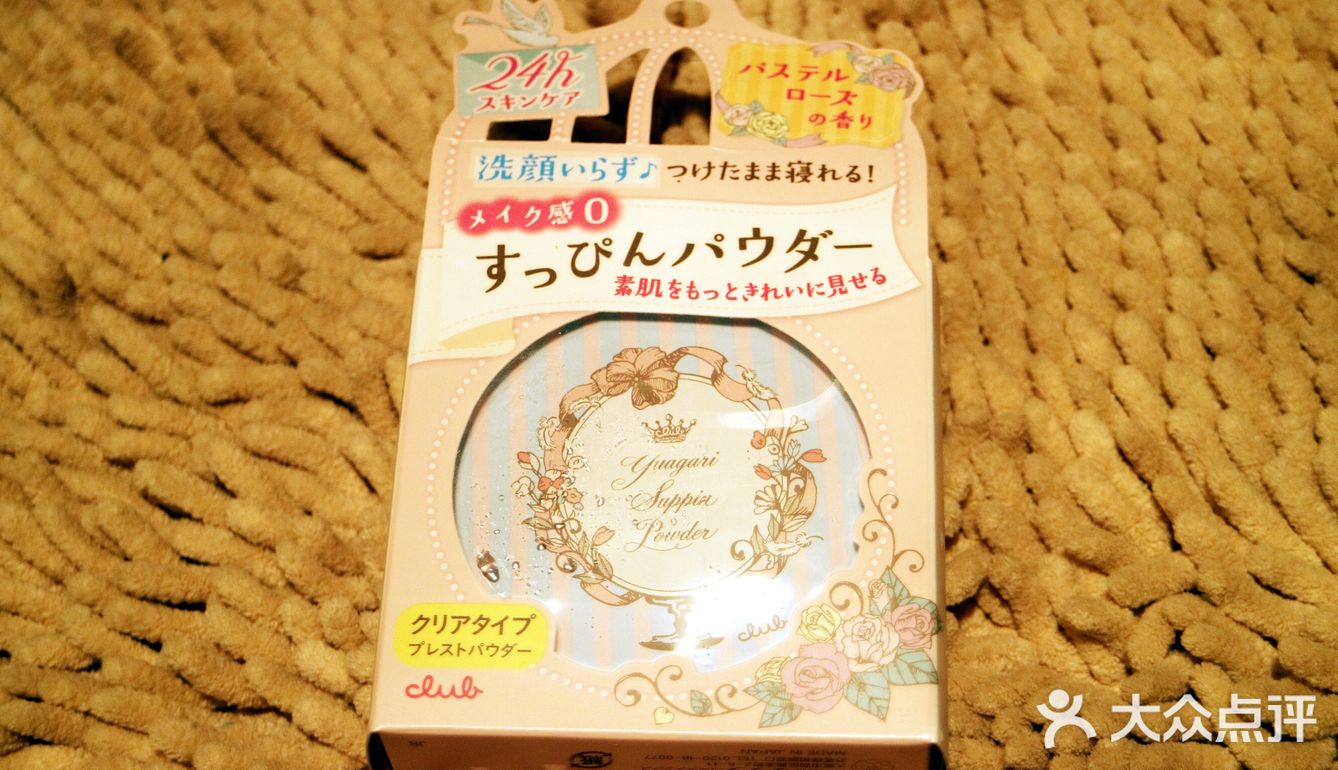 24h
スキンケア
パステル
ローズ
の香り
洗顔いらず♪ つけたまま寝れる!
メイク感0
すっぴんパウダー
素肌をもっときれいに見せる
Yuagari
Suppin
Powder
club
クリアタイプ
プレストパウダー
club
MADE IN JAPAN
大众点评